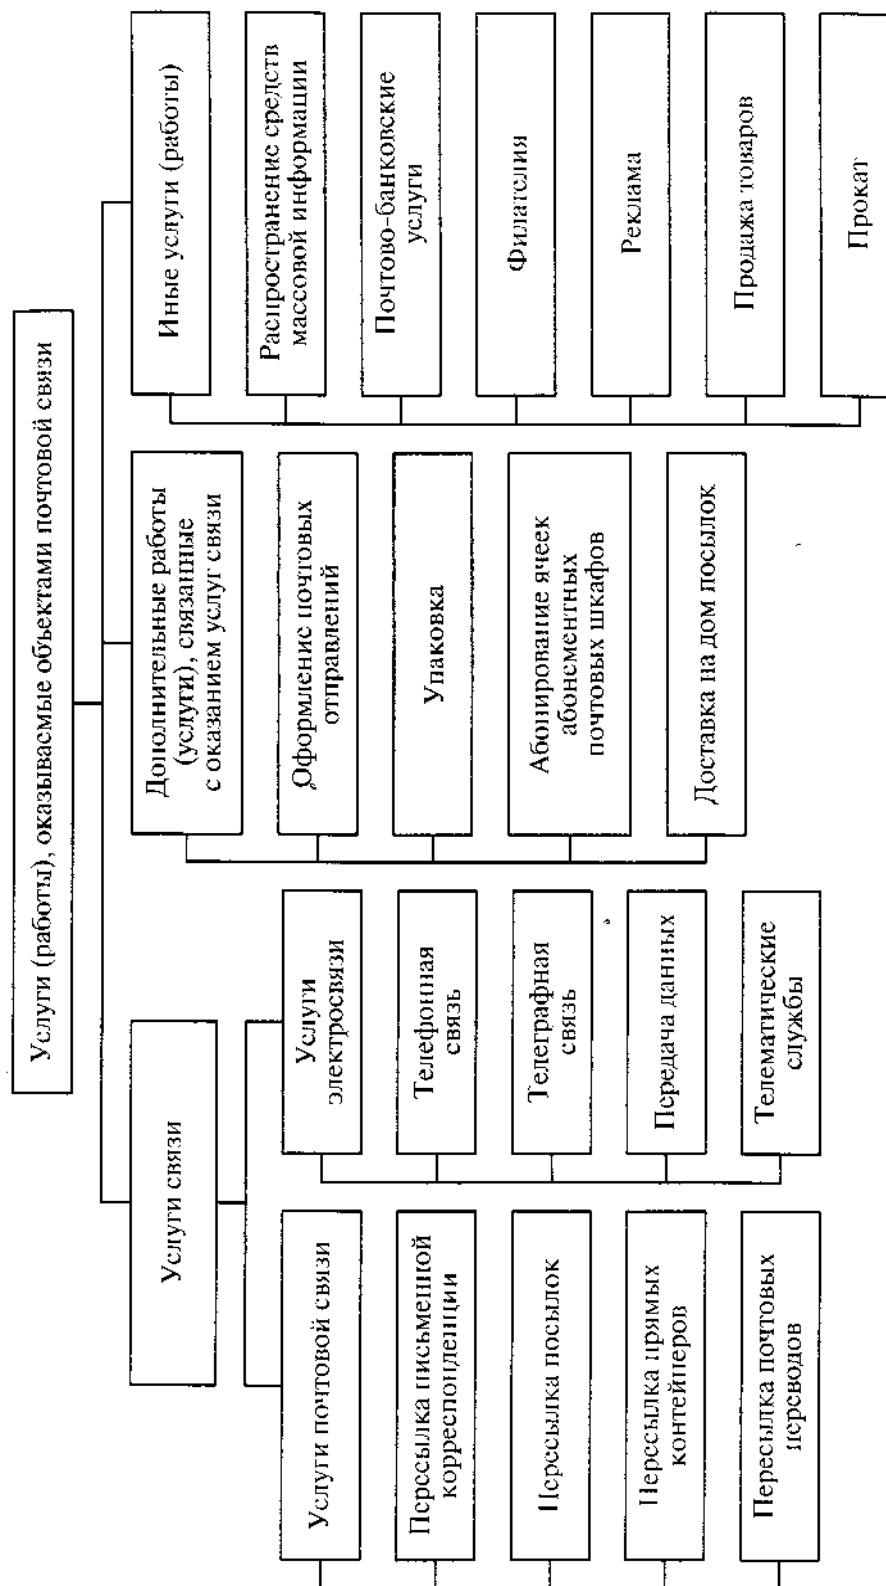 Услуги (работы), оказываемые объектами почтовой связи
Услуги связи
Услуги почтовой связи
Пересылка письменной
корреспонденции
Пересылка посылок
Пересылка прямых
контейнеров
Пересылка почтовых
переводов
Услуги
электросвязи
Телефонная
связь
Телеграфная
связь
Передача данных
Телематические
службы
Дополнительные работы
(услуги), связанные
с оказанием услуг связи
Оформление почтовых
отправлений
Упаковка
Абонирование ячеек
абонементных
почтовых шкафов
Доставка на дом посылок
Иные услуги (работы)
Распространение средств
массовой информации
Почтово-банковские
услуги
Филателия
Реклама
Продажа товаров
Прокат